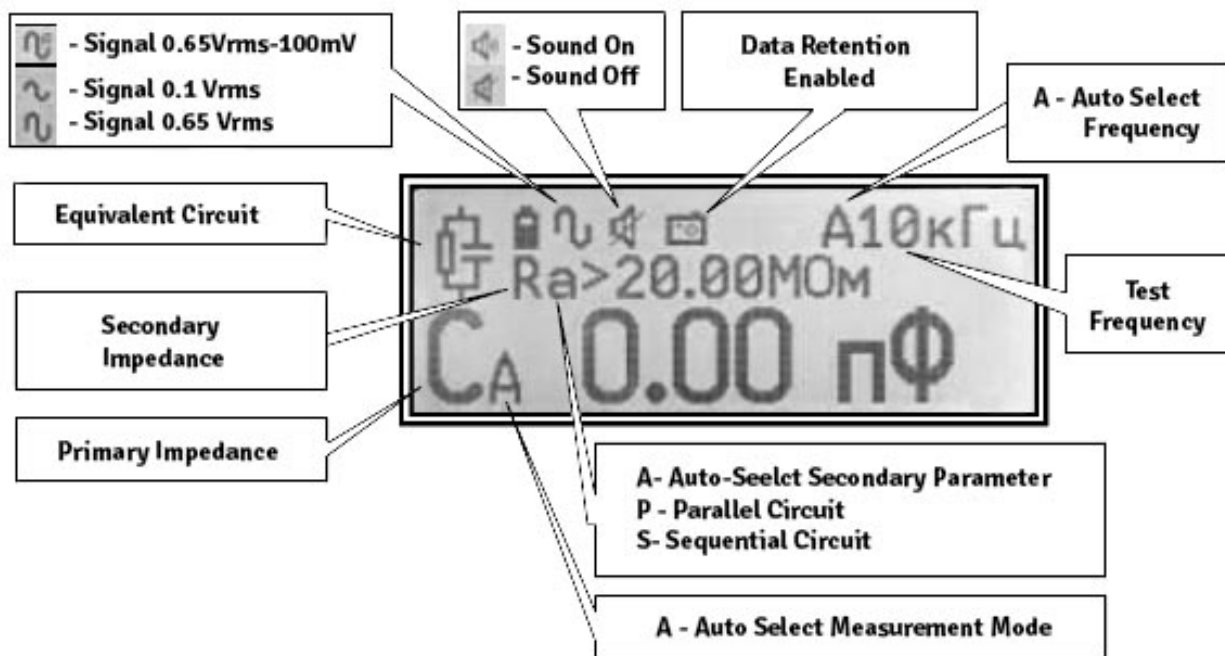 - Signal 0.65Vrms-100mV
- Signal 0.1 Vrms
- Signal 0.65 Vrms
- Sound On
- Sound Off
Data Retention
Enabled
A - Auto Select
Frequency
Equivalent Circuit
A10кГц
Ra>20.00МОм
Secondary
Impedance
Test
Frequency
CA 0.00 пФ
Primary Impedance
A- Auto-Seelct Secondary Parameter
P - Parallel Circuit
S- Sequential Circuit
A - Auto Select Measurement Mode